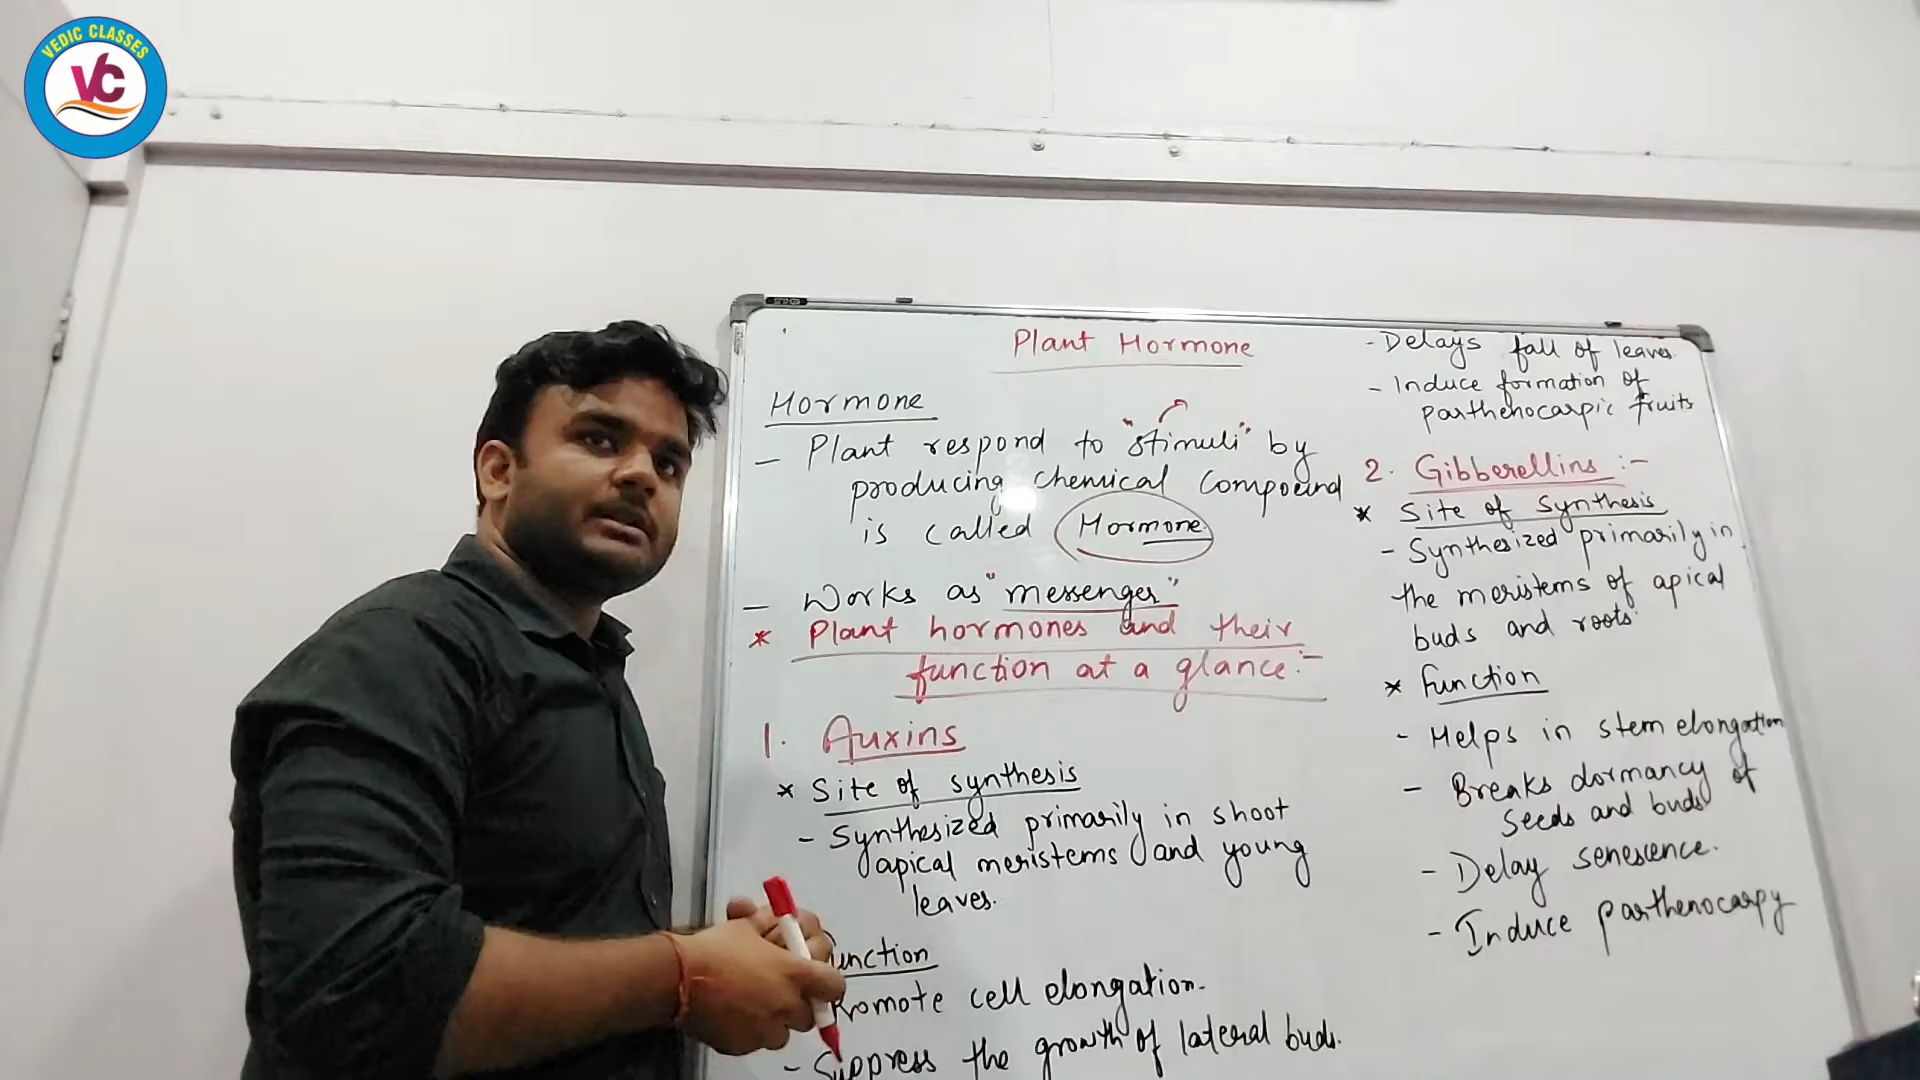 VEDIC CLASSES
VC
Plant Hormone
Hormone
- Plant respond to "stimuli" by
producing chemical compound
is called Hormone.
- Works as "messenger"
* Plant hormones and their
function at a glance:-
1. Auxins
* Site of synthesis
- Synthesized primarily in shoot
apical meristems and young
leaves.
unction
romote cell elongation.
- Suppress the growth of lateral buds.
- Delays fall of leaves.
- Induce formation of
parthenocarpic fruits
2. Gibberellins :-
* Site of synthesis
- Synthesized primarily in
the meristems of apical
buds and roots.
* Function
- Helps in stem elongation
- Breaks dormancy of
seeds and buds
- Delay senescence.
- Induce parthenocarpy